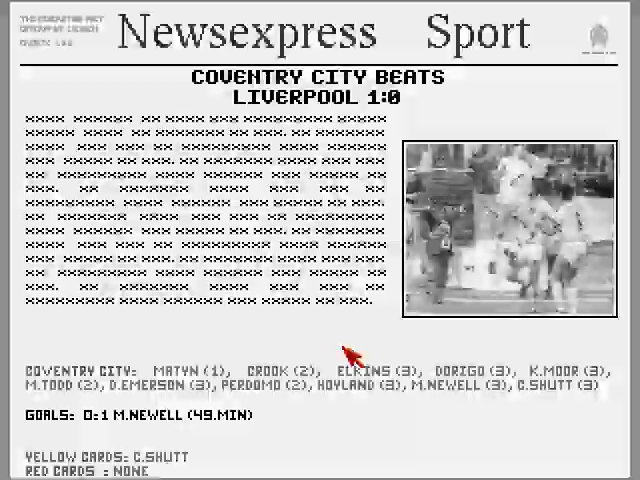 Newsexpress Sport
COVENTRY CITY BEATS
LIVERPOOL 1:0
COVENTRY CITY: MATYN (1), CROOK (2), ELKINS (3), DORIGO (3), K.MOOR (3),
M.TODD (2), D.EMERSON (3), PERDOMO (2), HOYLAND (3), M.NEWELL (3), C.SHUTT (3)
GOALS: 0:1 M.NEWELL (49.MIN)
YELLOW CARDS: C.SHUTT
RED CARDS : NONE